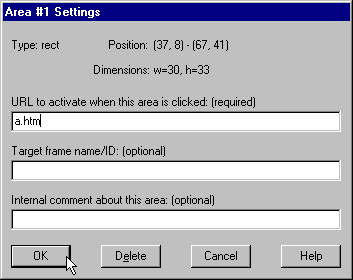 Area #1 Settings
Type: rect Position: (37, 8) - (67, 41)
Dimensions: w=30, h=33
URL to activate when this area is clicked: (required)
a.htm
Target frame name/ID: (optional)
Internal comment about this area: (optional)
OK Delete Cancel Help